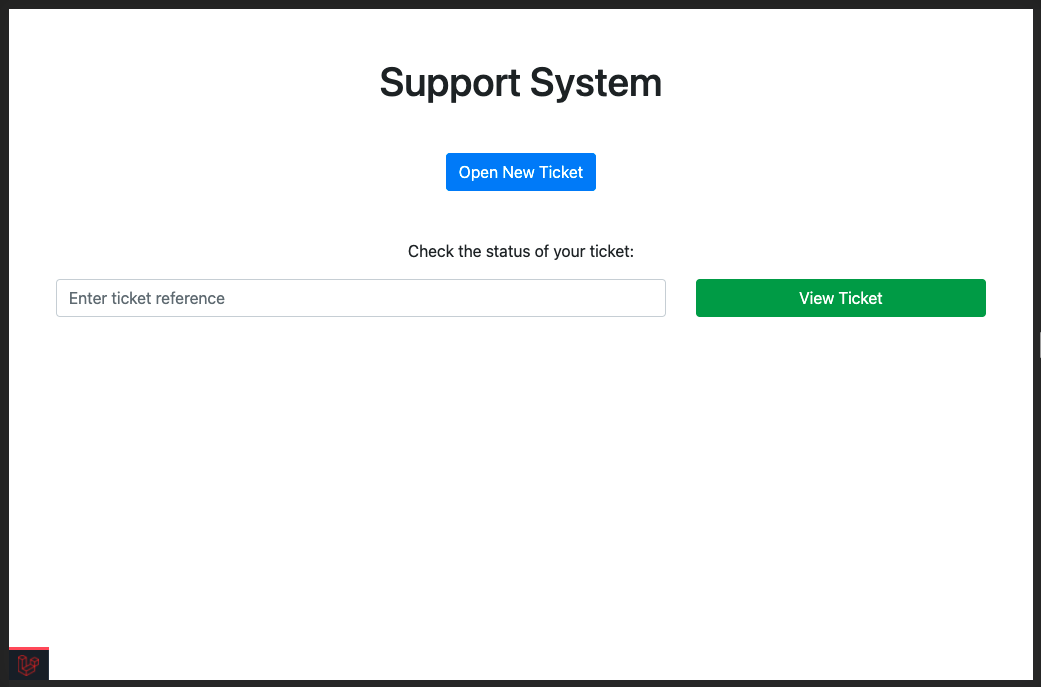 Support System
Open New Ticket
Check the status of your ticket:
Enter ticket reference
View Ticket